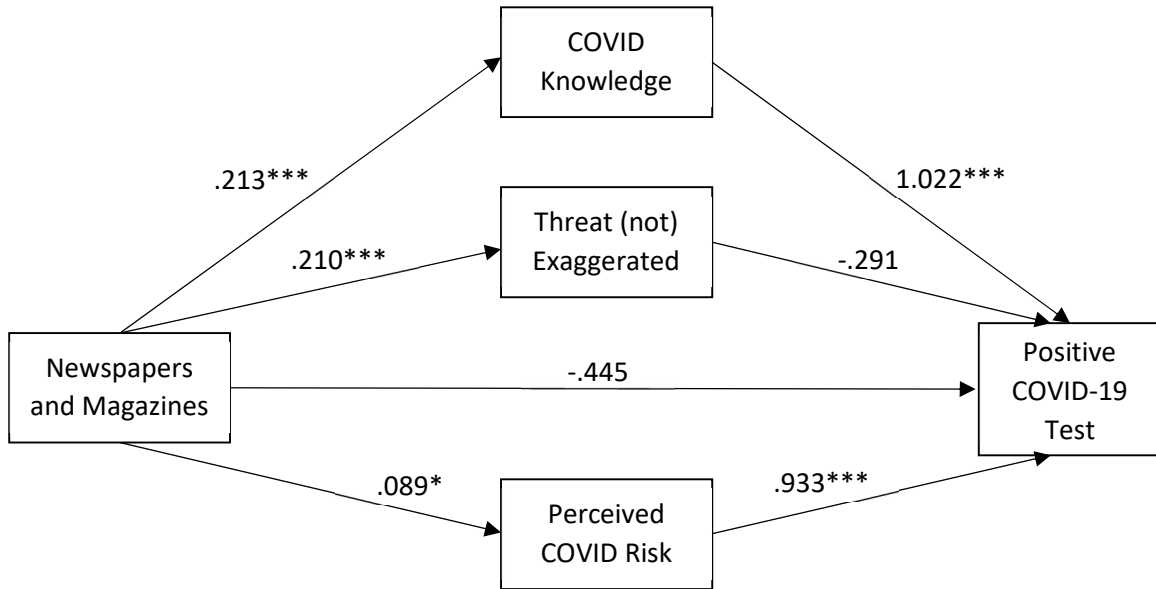 COVID
Knowledge
.213***
1.022***
Threat (not)
Exaggerated
.210***
-.291
Newspapers
and Magazines
-.445
Positive
COVID-19
Test
.089*
.933***
Perceived
COVID Risk